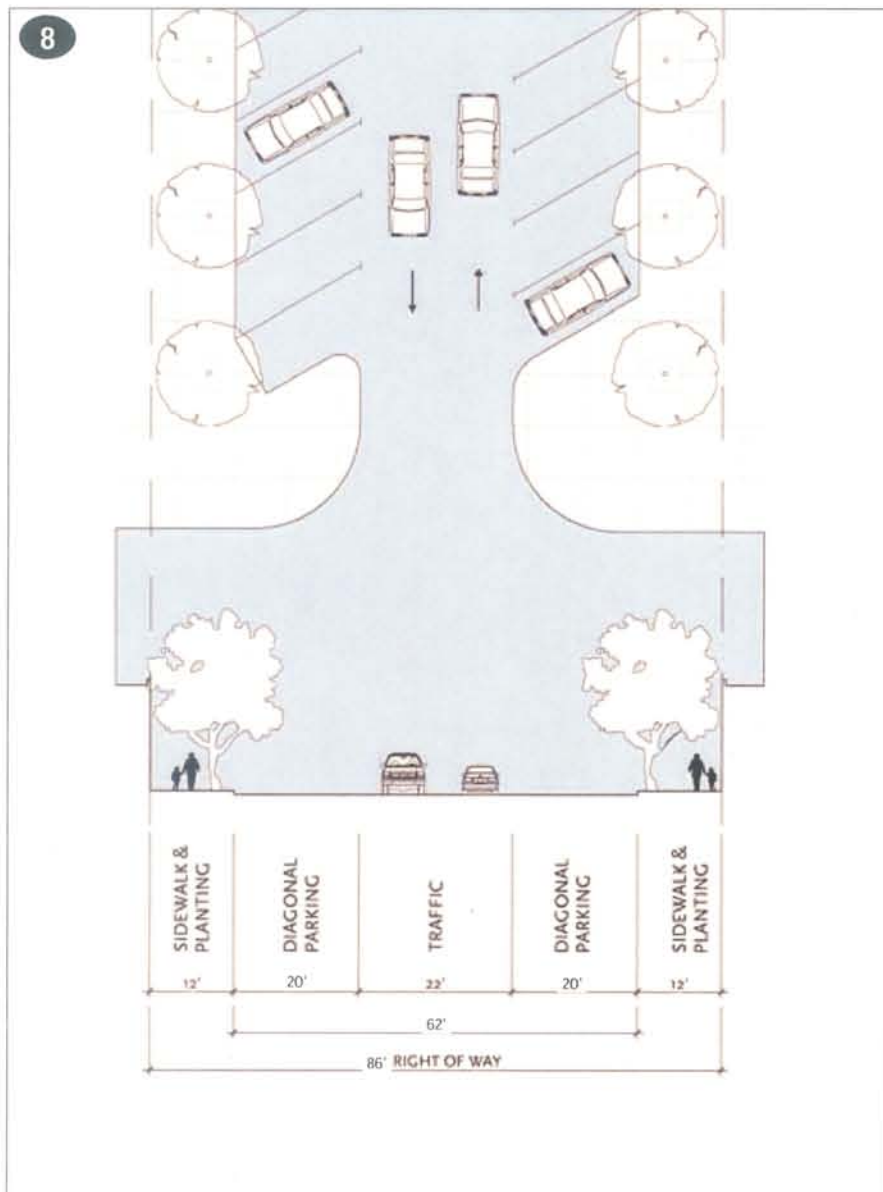 8
SIDEWALK &
PLANTING
DIAGONAL
PARKING
TRAFFIC
DIAGONAL
PARKING
SIDEWALK &
PLANTING
12' 20' 22' 20' 12'
62'
86' RIGHT OF WAY